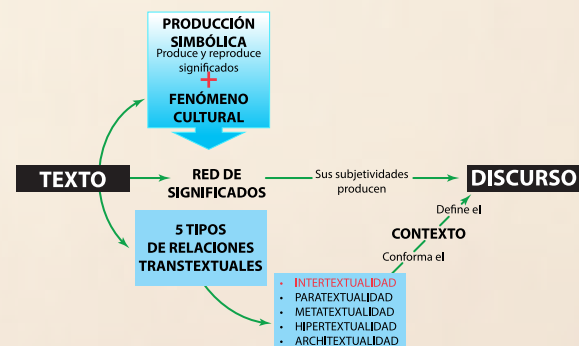 PRODUCCIÓN
SIMBÓLICA
Produce y reproduce
significados
+
FENÓMENO
CULTURAL
TEXTO
RED DE
SIGNIFICADOS
Sus subjetividades
producen
DISCURSO
Define el
CONTEXTO
Conforma el
5 TIPOS
DE RELACIONES
TRANSTEXTUALES
• INTERTEXTUALIDAD
• PARATEXTUALIDAD
• METATEXTUALIDAD
• HIPERTEXTUALIDAD
• ARCHITEXTUALIDAD